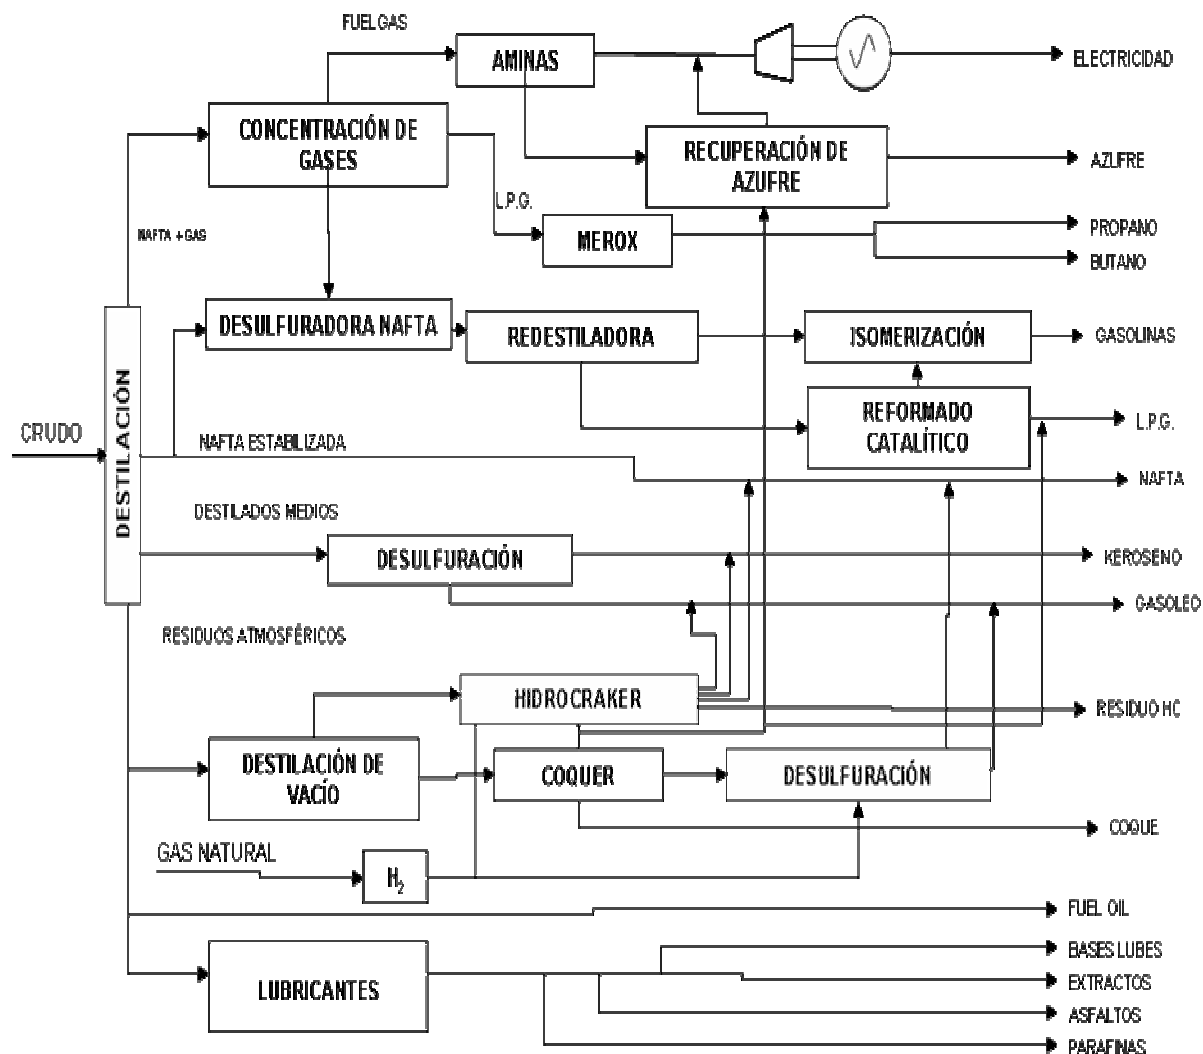 FUELGAS
AMINAS
ELECTRICIDAD
CONCENTRACIÓN DE
GASES
RECUPERACIÓN DE
AZUFRE
AZUFRE
L.P.G.
NAFTA + GAS
MEROX
PROPANO
BUTANO
DESULFURADORA NAFTA
REDESTILADORA
ISOMERIZACIÓN
GASOLINAS
DESTILACIÓN
CRUDO
REFORMADO
CATALÍTICO
L.P.G.
NAFTA ESTABILIZADA
NAFTA
DESTILADOS MEDIOS
DESULFURACIÓN
KEROSENO
GASOLEO
RESIDUOS ATMOSFÉRICOS
HIDROCRAKER
RESIDUO HC
DESTILACIÓN DE
VACÍO
COQUER
DESULFURACIÓN
COQUE
GAS NATURAL
H2
FUEL OIL
LUBRICANTES
BASES LUBES
EXTRACTOS
ASFALTOS
PARAFINAS